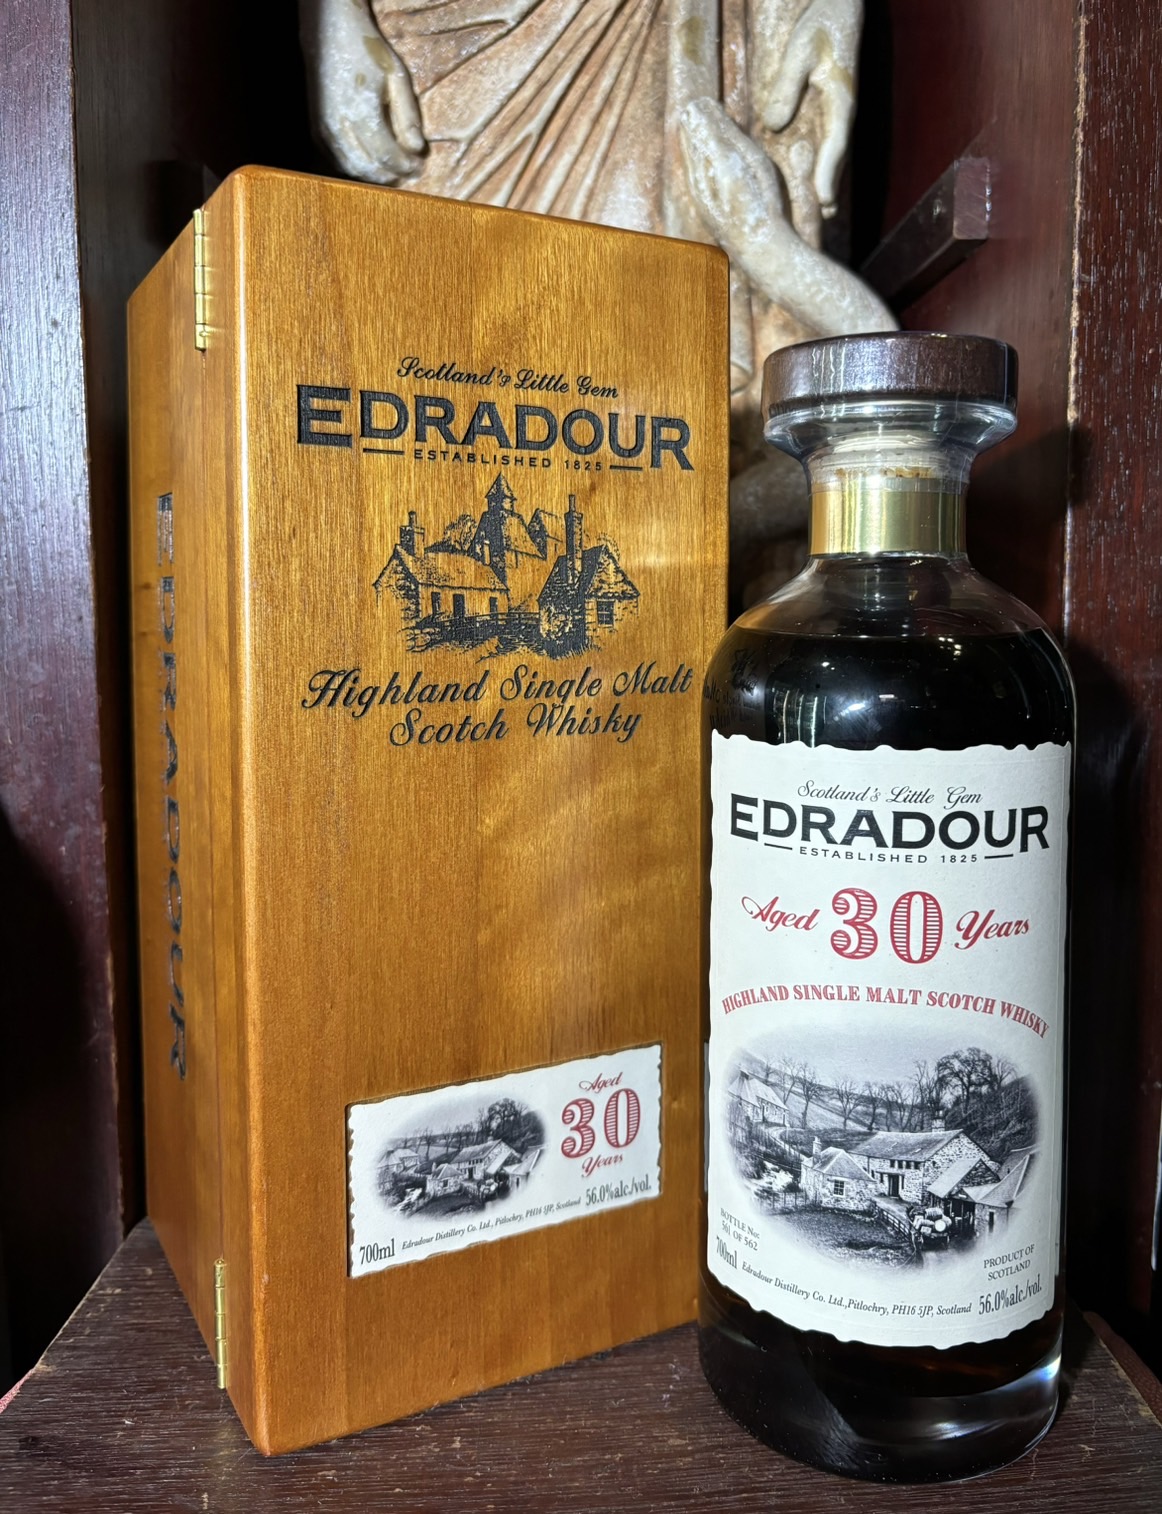 Scotland's Little Gem
EDRADOUR
ESTABLISHED 1825
Highland Single Malt
Scotch Whisky
Aged
30
Years
700ml Edradour Distillery Co. Ltd., Pitlochry, PH16 5JP, Scotland 56.0%alc./vol.
EDRADOUR
Scotland's Little Gem
EDRADOUR
ESTABLISHED 1825
Aged 30 Years
HIGHLAND SINGLE MALT SCOTCH WHISKY
BOTTLE No:
561 OF 562
PRODUCT OF
SCOTLAND
700ml Edradour Distillery Co. Ltd.,Pitlochry, PH16 5JP, Scotland 56.0%alc./vol.